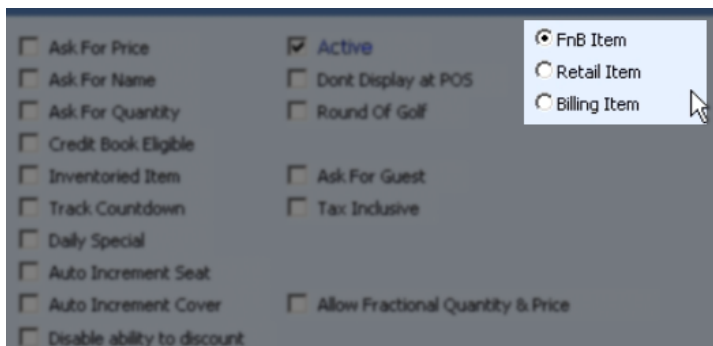 Ask For Price
Active
FnB Item
Ask For Name
Dont Display at POS
Retail Item
Ask For Quantity
Round Of Golf
Billing Item
Credit Book Eligible
Inventoried Item
Ask For Guest
Track Countdown
Tax Inclusive
Daily Special
Auto Increment Seat
Auto Increment Cover
Allow Fractional Quantity & Price
Disable ability to discount